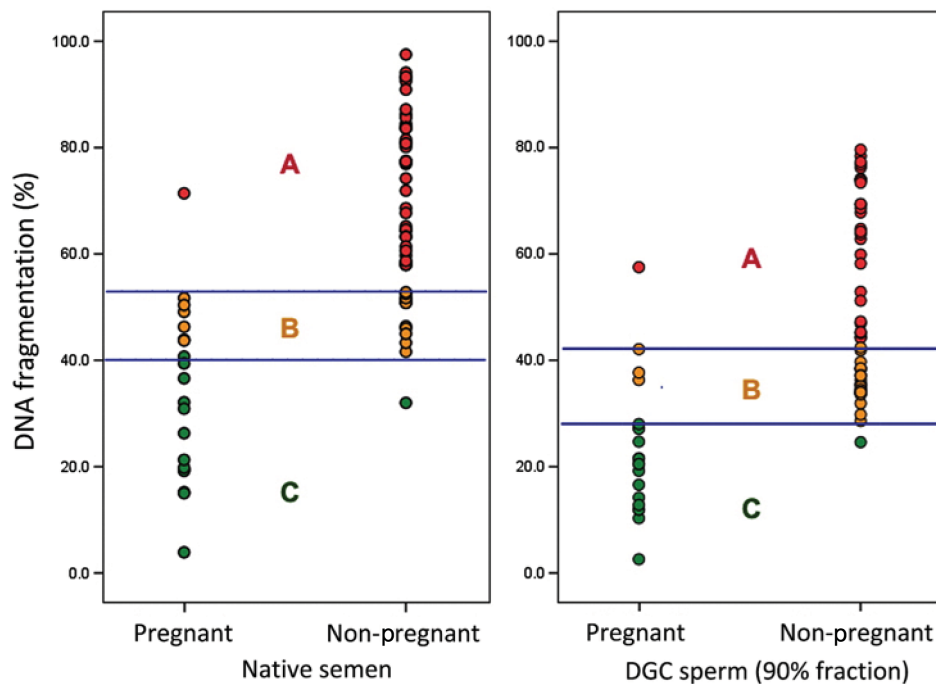 DNA fragmentation (%)
100.0
80.0
60.0
40.0
20.0
0.0
A
B
C
Pregnant
Non-pregnant
Native semen
100.0
80.0
60.0
40.0
20.0
0.0
A
B
C
Pregnant
Non-pregnant
DGC sperm (90% fraction)